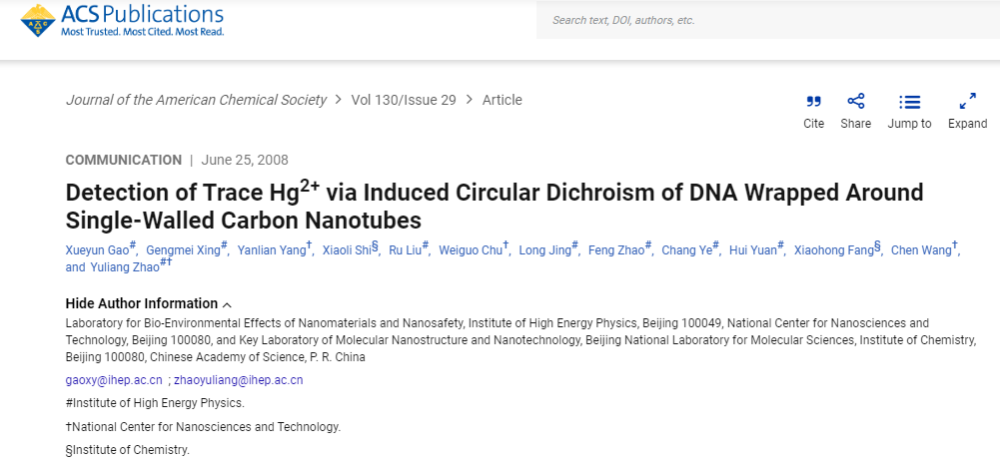 ACS Publications
Most Trusted. Most Cited. Most Read.
Search text, DOI, authors, etc.
Journal of the American Chemical Society > Vol 130/Issue 29 > Article
Cite Share Jump to Expand
COMMUNICATION | June 25, 2008
Detection of Trace Hg2+ via Induced Circular Dichroism of DNA Wrapped Around
Single-Walled Carbon Nanotubes
Xueyun Gao#, Gengmei Xing#, Yanlian Yang†, Xiaoli Shi§, Ru Liu#, Weiguo Chu†, Long Jing#, Feng Zhao#, Chang Ye#, Hui Yuan#, Xiaohong Fang§, Chen Wang†,
and Yuliang Zhao#†
Hide Author Information
Laboratory for Bio-Environmental Effects of Nanomaterials and Nanosafety, Institute of High Energy Physics, Beijing 100049, National Center for Nanosciences and
Technology, Beijing 100080, and Key Laboratory of Molecular Nanostructure and Nanotechnology, Beijing National Laboratory for Molecular Sciences, Institute of Chemistry,
Beijing 100080, Chinese Academy of Science, P. R. China
gaoxy@ihep.ac.cn ; zhaoyuliang@ihep.ac.cn
#Institute of High Energy Physics.
†National Center for Nanosciences and Technology.
§Institute of Chemistry.